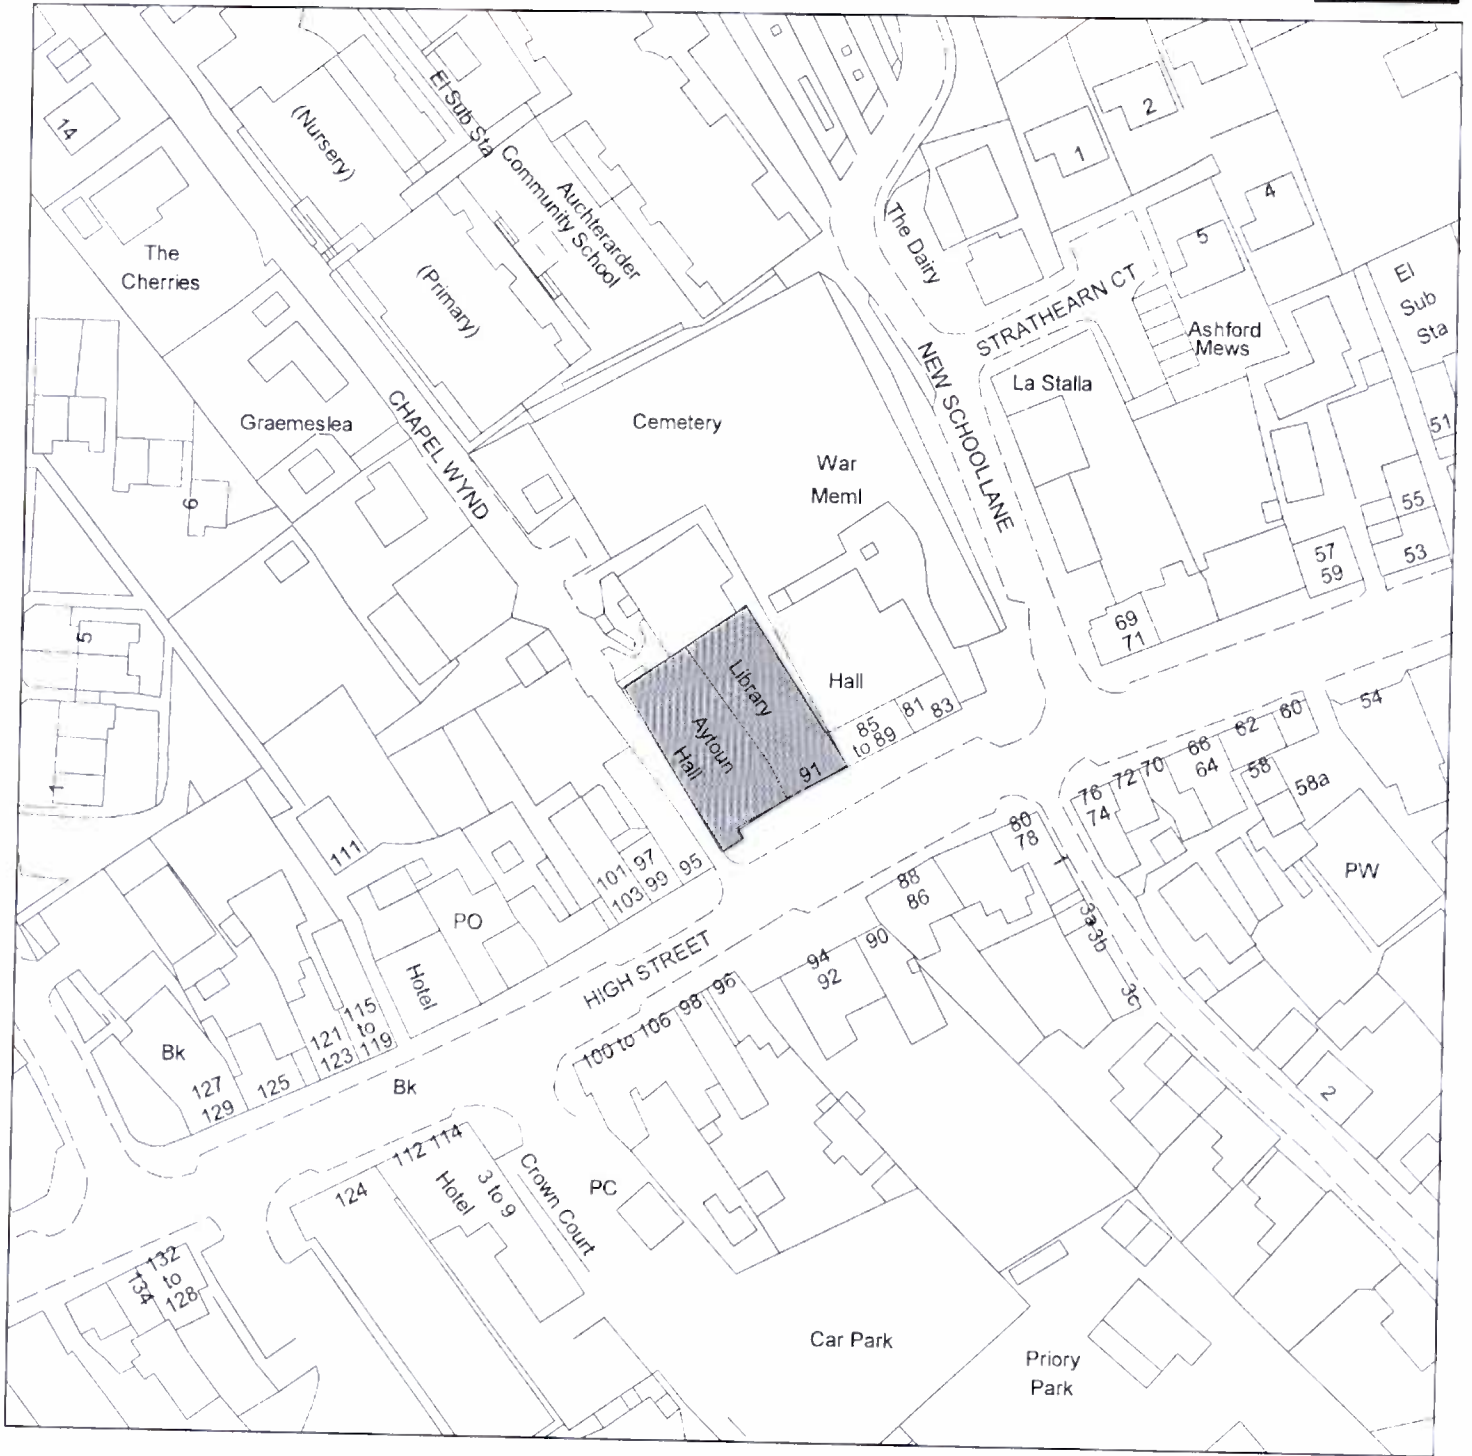 14
(Nursery)
El Sub Sta
Auchterarder
Community School
2
1
4
5
The Dairy
The
Cherries
(Primary)
STRATHEARN CT
El
Sub
Sta
Ashford
Mews
NEW SCHOOL LANE
La Stalla
Graemeslea
CHAPEL WYND
Cemetery
51
War
Meml
6
55
57
59
53
69
71
5
Library
Hall
85
to 89
81
83
54
60
62
66
64
70
72
76
74
58
58a
Aytoun
Hall
91
1
80
78
1
111
101
97
103
99
95
88
86
PW
PO
3a
3b
3c
90
94
92
HIGH STREET
Hotel
96
98
100 to 106
115
to
119
121
123
Bk
127
129
125
Bk
2
112
114
124
Hotel
3 to 9
Crown Court
PC
132
to
128
134
Car Park
Priory
Park